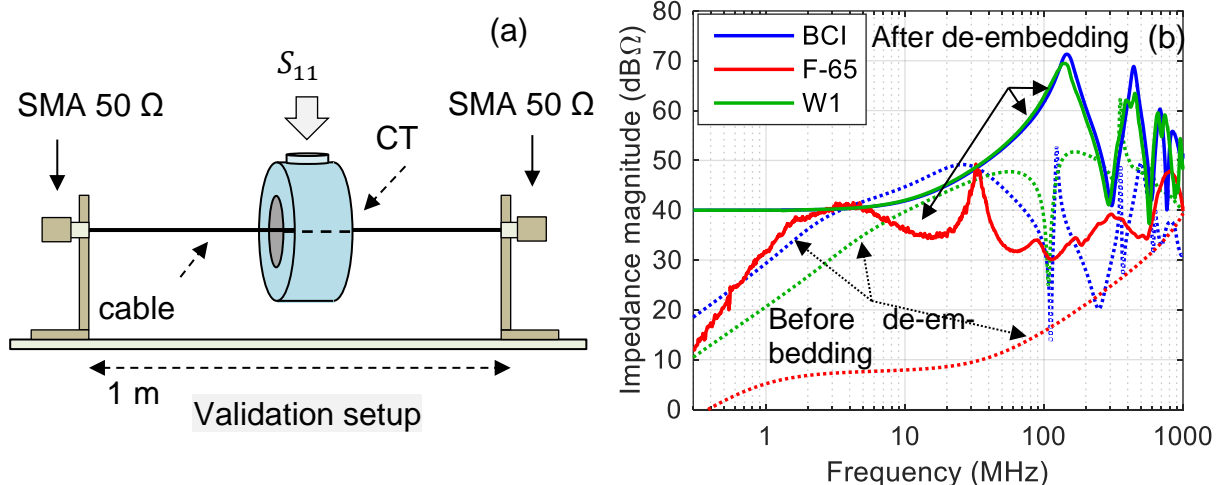 (a)
S₁₁
SMA 50 Ω
SMA 50 Ω
CT
cable
1 m
Validation setup
80
70
60
50
40
30
20
10
0
Impedance magnitude (dBΩ)
BCI
F-65
W1
After de-embedding
(b)
Before de-em-
bedding
1
10
100
1000
Frequency (MHz)